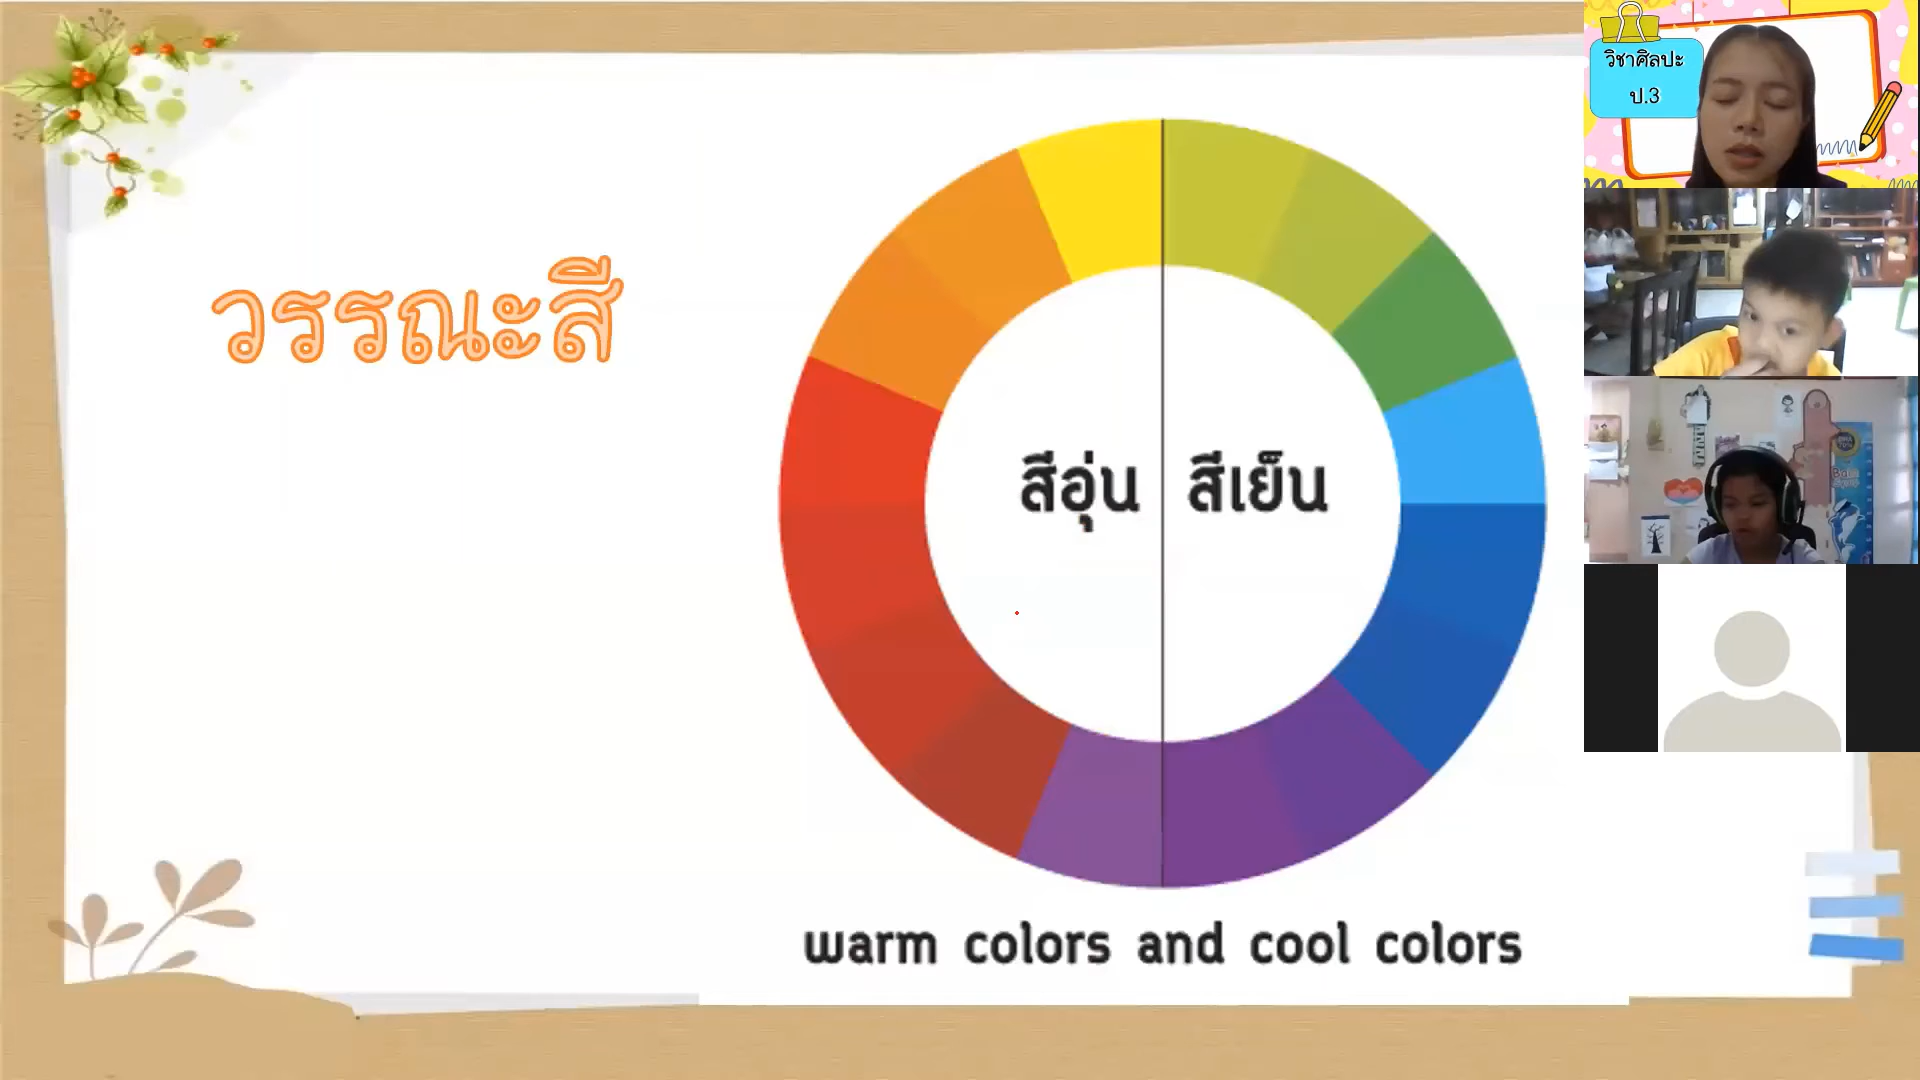 วรรณะสี
สีอุ่น สีเย็น
warm colors and cool colors
วิชาศิลปะ
ป.3